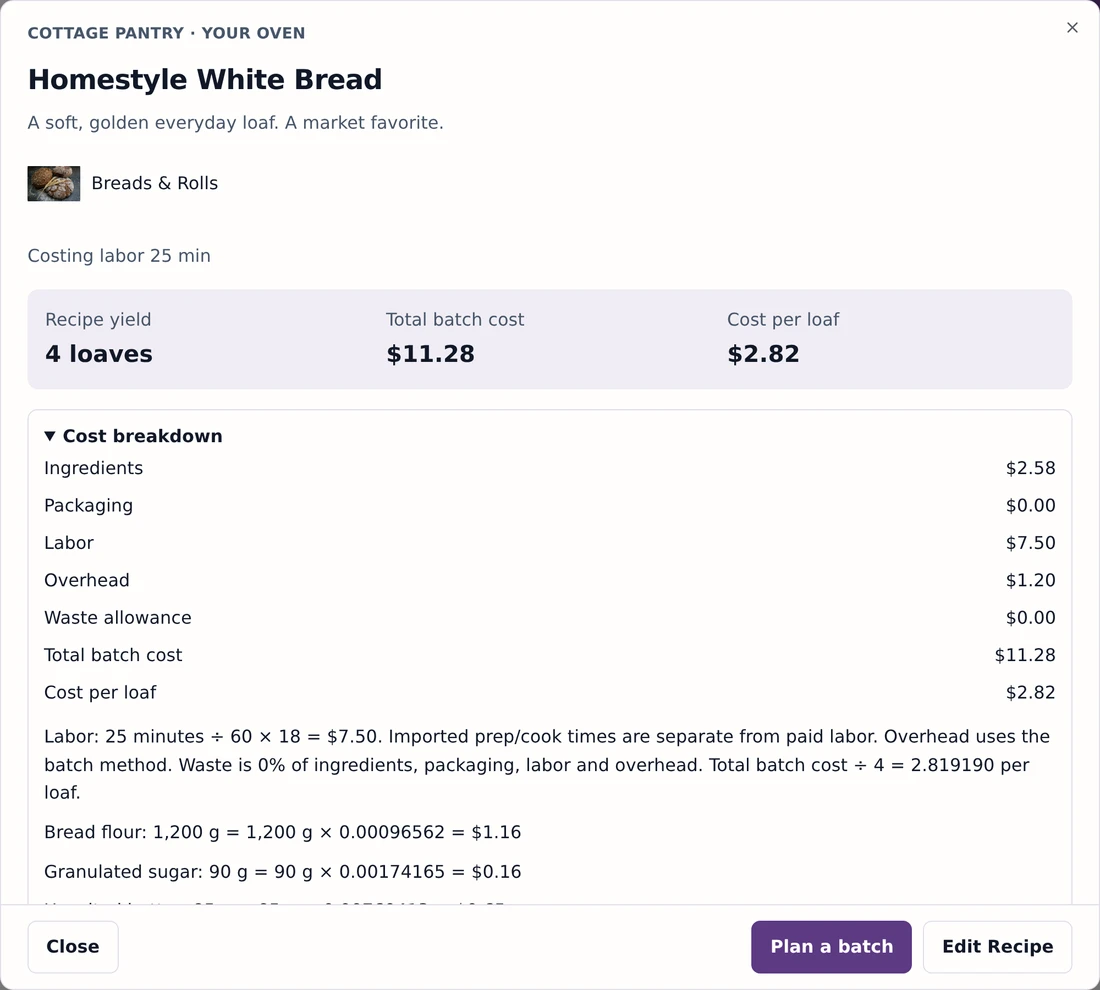 COTTAGE PANTRY · YOUR OVEN
×
Homestyle White Bread
A soft, golden everyday loaf. A market favorite.
Breads & Rolls
Costing labor 25 min
Recipe yield
4 loaves
Total batch cost
$11.28
Cost per loaf
$2.82
▼ Cost breakdown
Ingredients $2.58
Packaging $0.00
Labor $7.50
Overhead $1.20
Waste allowance $0.00
Total batch cost $11.28
Cost per loaf $2.82
Labor: 25 minutes ÷ 60 × 18 = $7.50. Imported prep/cook times are separate from paid labor. Overhead uses the
batch method. Waste is 0% of ingredients, packaging, labor and overhead. Total batch cost ÷ 4 = 2.819190 per
loaf.
Bread flour: 1,200 g = 1,200 g × 0.00096562 = $1.16
Granulated sugar: 90 g = 90 g × 0.00174165 = $0.16
Close
Plan a batch
Edit Recipe